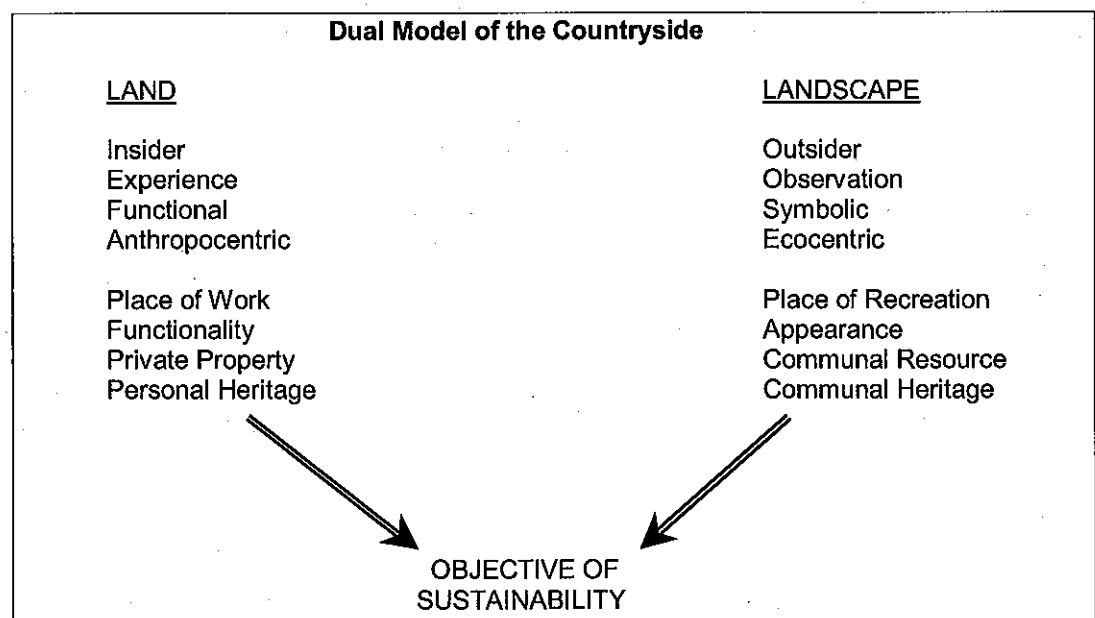 Dual Model of the Countryside
LAND
Insider
Experience
Functional
Anthropocentric
Place of Work
Functionality
Private Property
Personal Heritage
LANDSCAPE
Outsider
Observation
Symbolic
Ecocentric
Place of Recreation
Appearance
Communal Resource
Communal Heritage
OBJECTIVE OF
SUSTAINABILITY